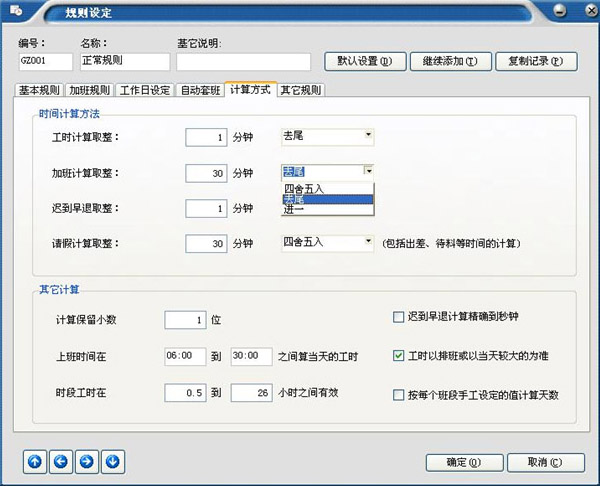 规则设定
编号: 名称: 基它说明:
GZ001 正常规则 默认设置(D) 继续添加(I) 复制记录(P)
基本规则 加班规则 工作日设定 自动套班 计算方式 其它规则
时间计算方法
工时计算取整: 1 分钟 去尾
加班计算取整: 30 分钟 去尾
四舍五入
去尾
进一
迟到早退取整: 1 分钟
请假计算取整: 30 分钟 四舍五入 (包括出差、待料等时间的计算)
其它计算
计算保留小数 1 位 迟到早退计算精确到秒钟
上班时间在 06:00 到 30:00 之间算当天的工时 工时以排班或以当天较大的为准
时段工时在 0.5 到 26 小时之间有效 按每个班段手工设定的值计算天数
确定(O) 取消(C)